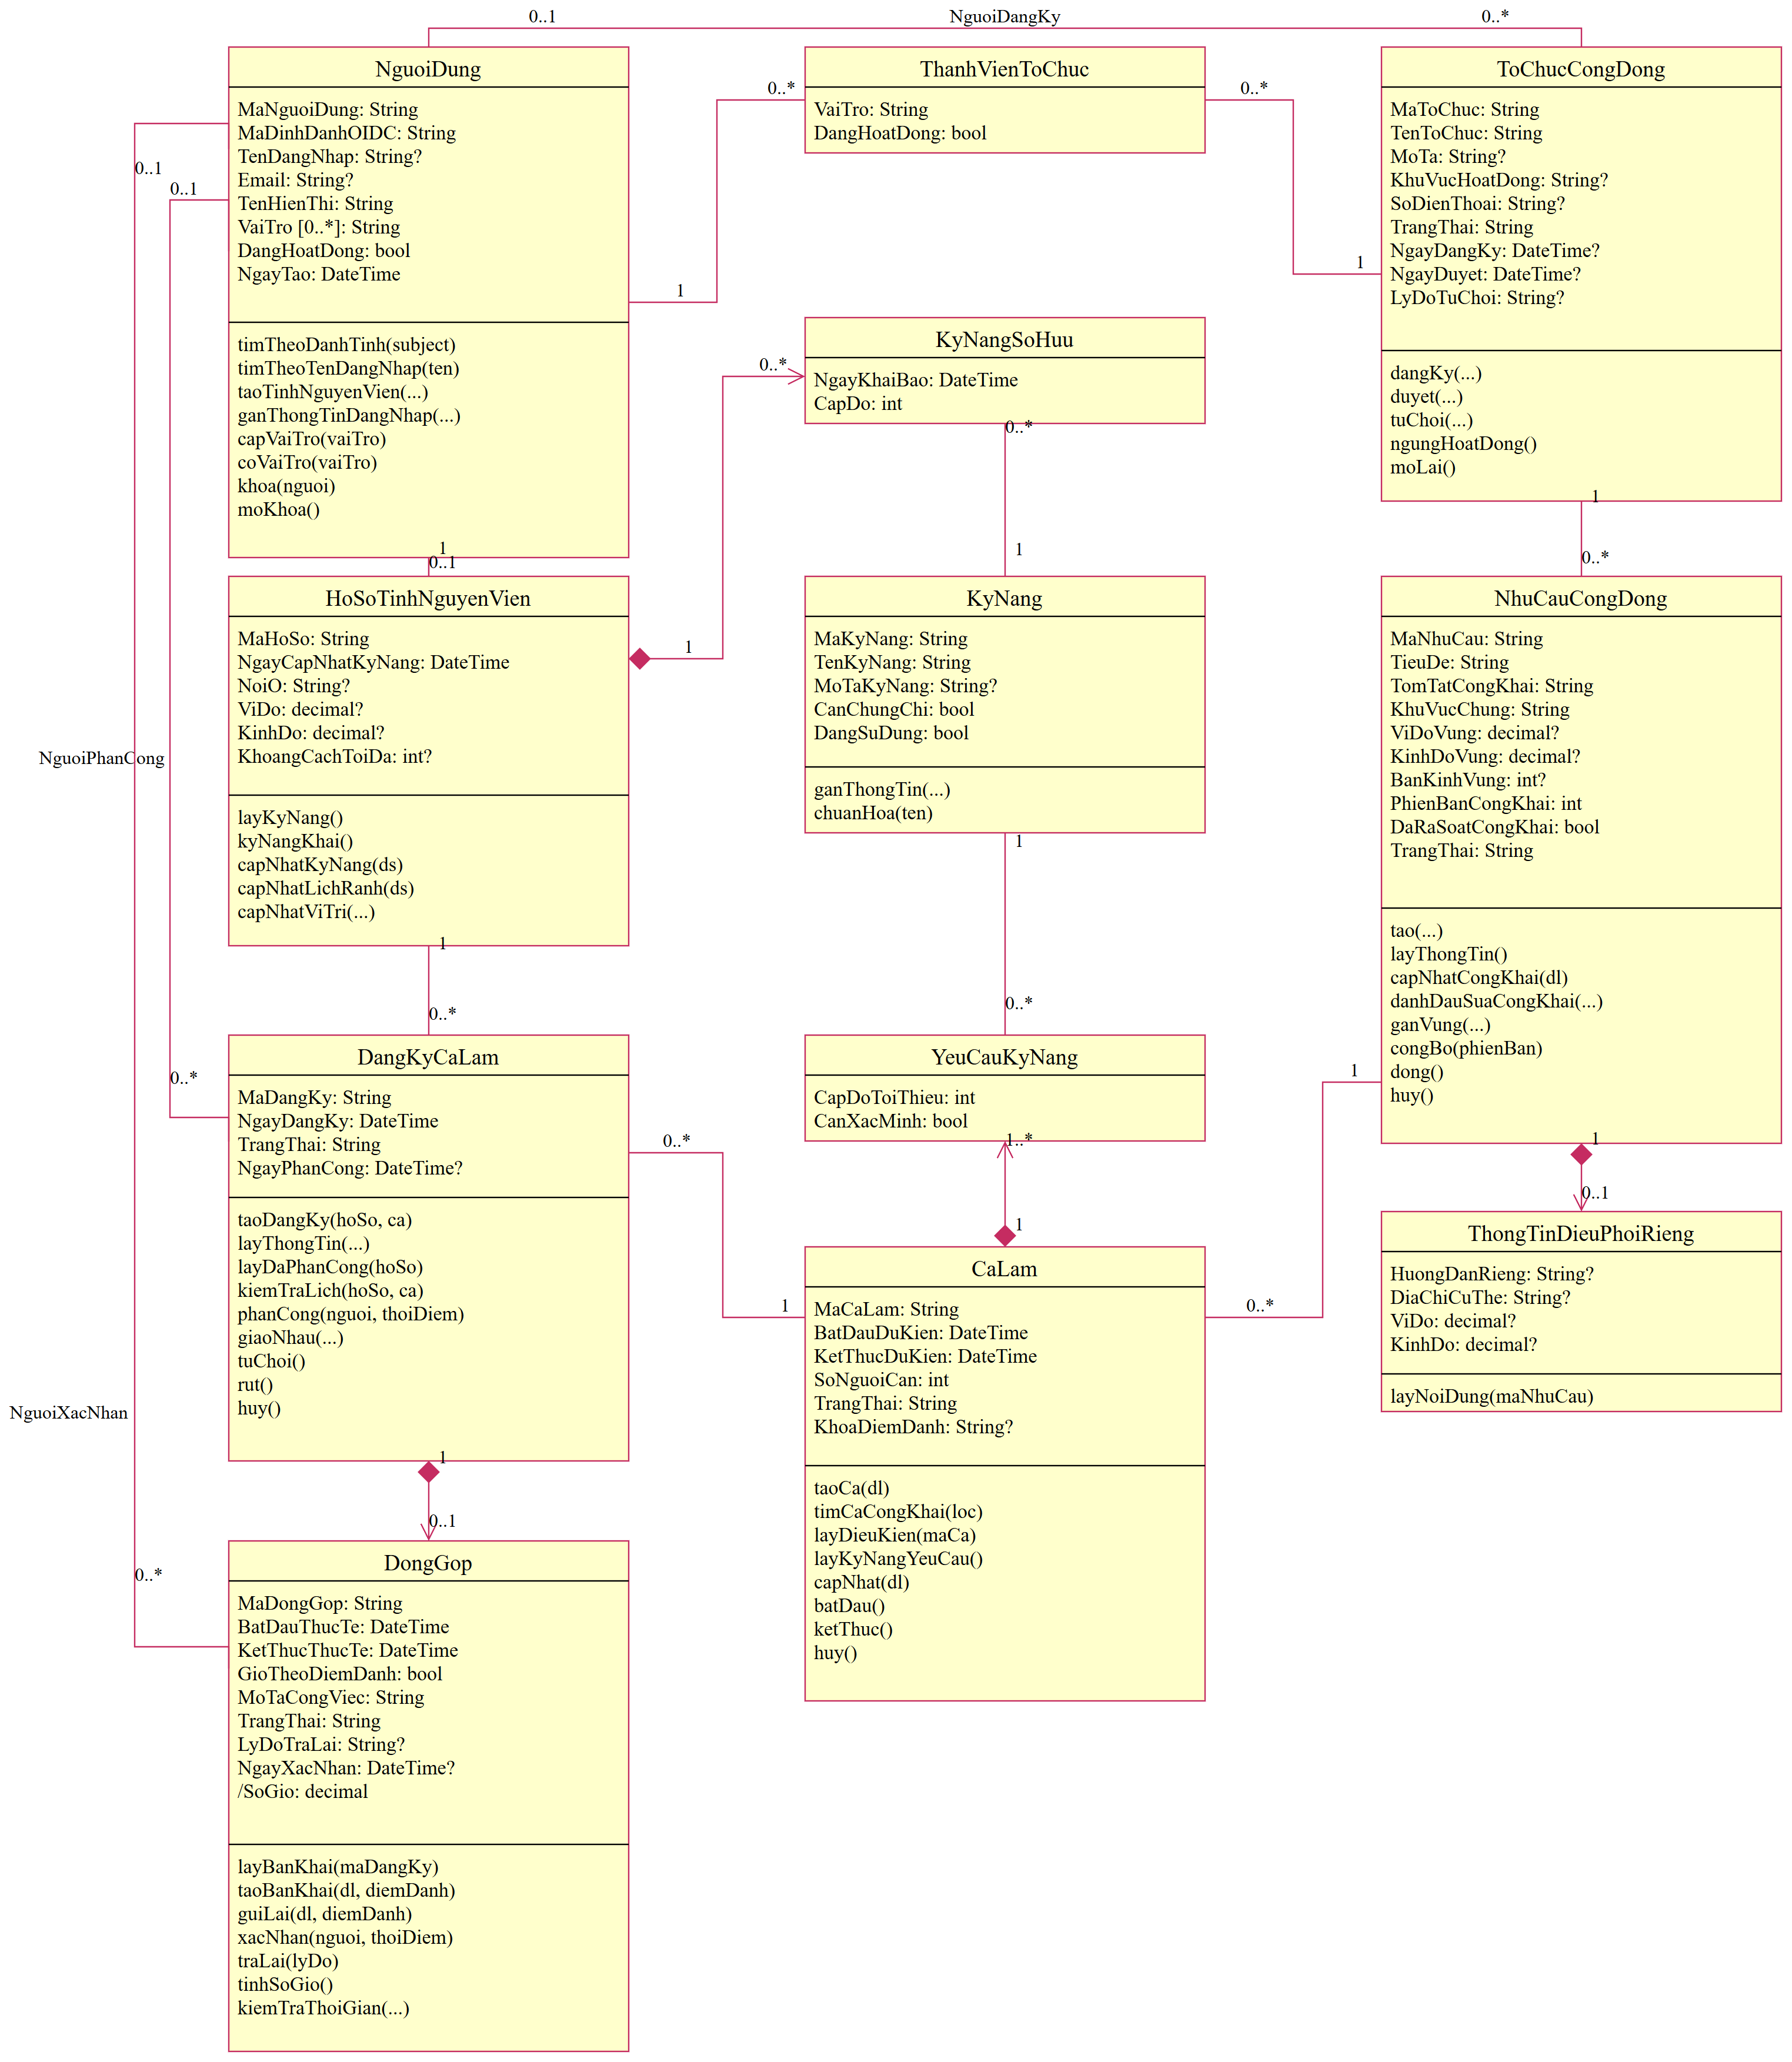 0..1
NguoiDangKy
0..*
NguoiDung
MaNguoiDung: String
MaDinhDanhOIDC: String
TenDangNhap: String?
Email: String?
TenHienThi: String
VaiTro [0..*]: String
DangHoatDong: bool
NgayTao: DateTime
timTheoDanhTinh(subject)
timTheoTenDangNhap(ten)
taoTinhNguyenVien(...)
ganThongTinDangNhap(...)
capVaiTro(vaiTro)
coVaiTro(vaiTro)
khoa(nguoi)
moKhoa()
0..1
0..1
1
0..*
ThanhVienToChuc
VaiTro: String
DangHoatDong: bool
0..*
1
ToChucCongDong
MaToChuc: String
TenToChuc: String
MoTa: String?
KhuVucHoatDong: String?
SoDienThoai: String?
TrangThai: String
NgayDangKy: DateTime?
NgayDuyet: DateTime?
LyDoTuChoi: String?
dangKy(...)
duyet(...)
tuChoi(...)
ngungHoatDong()
moLai()
1
0..*
KyNangSoHuu
NgayKhaiBao: DateTime
CapDo: int
0..*
0..*
1
1
0..1
HoSoTinhNguyenVien
MaHoSo: String
NgayCapNhatKyNang: DateTime
NoiO: String?
ViDo: decimal?
KinhDo: decimal?
KhoangCachToiDa: int?
layKyNang()
kyNangKhai()
capNhatKyNang(ds)
capNhatLichRanh(ds)
capNhatViTri(...)
1
1
0..*
KyNang
MaKyNang: String
TenKyNang: String
MoTaKyNang: String?
CanChungChi: bool
DangSuDung: bool
ganThongTin(...)
chuanHoa(ten)
1
0..*
NhuCauCongDong
MaNhuCau: String
TieuDe: String
TomTatCongKhai: String
KhuVucChung: String
ViDoVung: decimal?
KinhDoVung: decimal?
BanKinhVung: int?
PhienBanCongKhai: int
DaRaSoatCongKhai: bool
TrangThai: String
tao(...)
layThongTin()
capNhatCongKhai(dl)
danhDauSuaCongKhai(...)
ganVung(...)
congBo(phienBan)
dong()
huy()
1
1
0..1
NguoiPhanCong
0..*
DangKyCaLam
MaDangKy: String
NgayDangKy: DateTime
TrangThai: String
NgayPhanCong: DateTime?
taoDangKy(hoSo, ca)
layThongTin(...)
layDaPhanCong(hoSo)
kiemTraLich(hoSo, ca)
phanCong(nguoi, thoiDiem)
giaoNhau(...)
tuChoi()
rut()
huy()
0..*
1
1
0..1
YeuCauKyNang
CapDoToiThieu: int
CanXacMinh: bool
1..*
1
CaLam
MaCaLam: String
BatDauDuKien: DateTime
KetThucDuKien: DateTime
SoNguoiCan: int
TrangThai: String
KhoaDiemDanh: String?
taoCa(dl)
timCaCongKhai(loc)
layDieuKien(maCa)
layKyNangYeuCau()
capNhat(dl)
batDau()
ketThuc()
huy()
0..*
ThongTinDieuPhoiRieng
HuongDanRieng: String?
DiaChiCuThe: String?
ViDo: decimal?
KinhDo: decimal?
layNoiDung(maNhuCau)
NguoiXacNhan
0..*
DongGop
MaDongGop: String
BatDauThucTe: DateTime
KetThucThucTe: DateTime
GioTheoDiemDanh: bool
MoTaCongViec: String
TrangThai: String
LyDoTraLai: String?
NgayXacNhan: DateTime?
/SoGio: decimal
layBanKhai(maDangKy)
taoBanKhai(dl, diemDanh)
guiLai(dl, diemDanh)
xacNhan(nguoi, thoiDiem)
traLai(lyDo)
tinhSoGio()
kiemTraThoiGian(...)